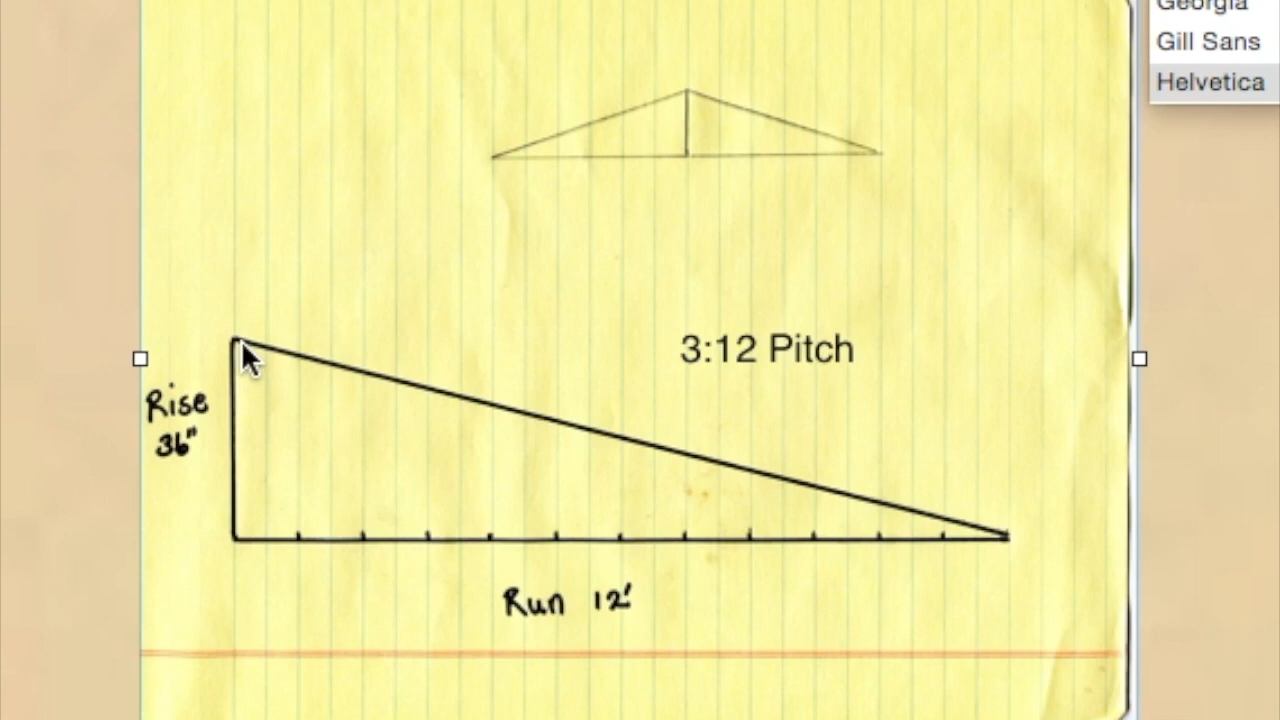 Georgia
Gill Sans
Helvetica
3:12 Pitch
Rise
36"
Run 12'